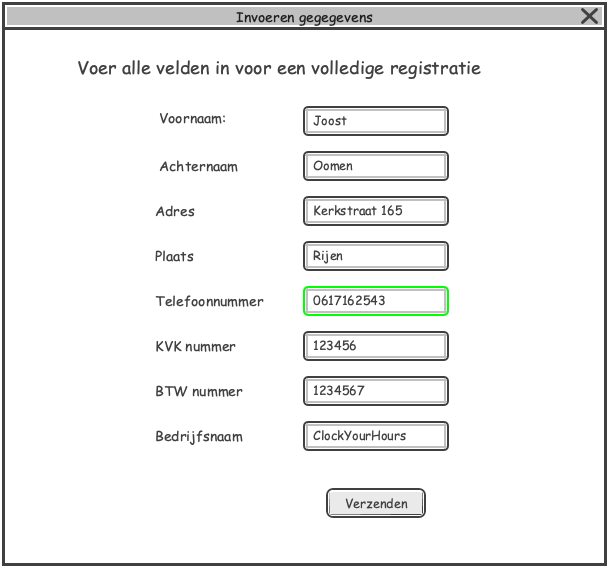 Invoeren gegegevens
Voer alle velden in voor een volledige registratie
Voornaam: Joost
Achternaam Oomen
Adres Kerkstraat 165
Plaats Rijen
Telefoonnummer 0617162543
KVK nummer 123456
BTW nummer 1234567
Bedrijfsnaam ClockYourHours
Verzenden